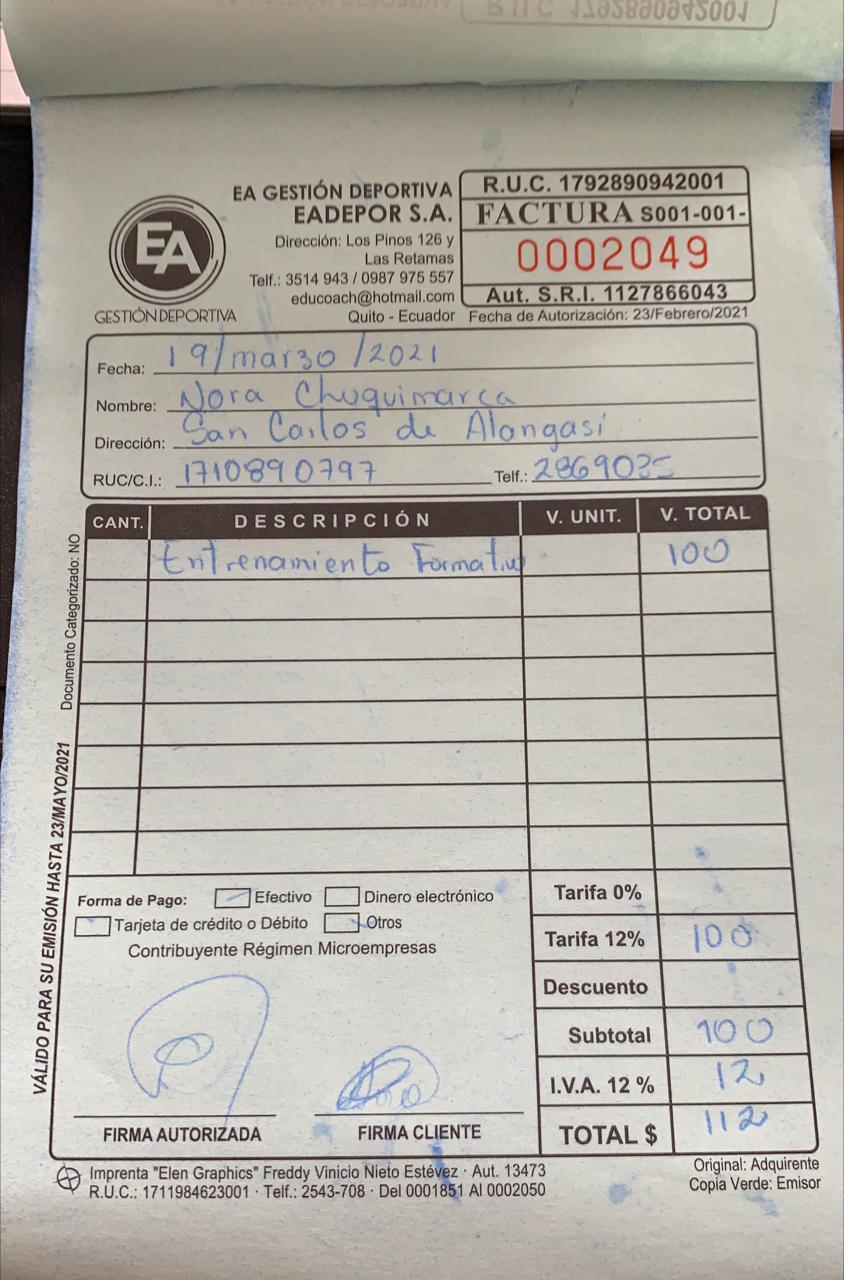 R.U.C 1792890942001
EA GESTIÓN DEPORTIVA
EADEPOR S.A.
Dirección: Los Pinos 126 y
Las Retamas
Telf.: 3514 943 / 0987 975 557
educoach@hotmail.com
Quito - Ecuador
EA
GESTIÓN DEPORTIVA
R.U.C. 1792890942001
FACTURA S001-001-
0002049
Aut. S.R.I. 1127866043
Fecha de Autorización: 23/Febrero/2021
Fecha: 19/marzo/2021
Nombre: Nora Chuquimarca
Dirección: San Carlos de Alangasí
RUC/C.I.: 1710890797 Telf.: 2869035
CANT. DESCRIPCIÓN V. UNIT. V. TOTAL
Entrenamiento Formativo 100
Documento Categorizado: NO
VÁLIDO PARA SU EMISIÓN HASTA 23/MAYO/2021
Forma de Pago: Efectivo Dinero electrónico
Tarjeta de crédito o Débito Otros
Contribuyente Régimen Microempresas
Tarifa 0%
Tarifa 12% 100
Descuento
Subtotal 100
I.V.A. 12 % 12
TOTAL $ 112
FIRMA AUTORIZADA FIRMA CLIENTE
Imprenta "Elen Graphics" Freddy Vinicio Nieto Estévez · Aut. 13473
R.U.C.: 1711984623001 · Telf.: 2543-708 · Del 0001851 Al 0002050
Original: Adquirente
Copia Verde: Emisor